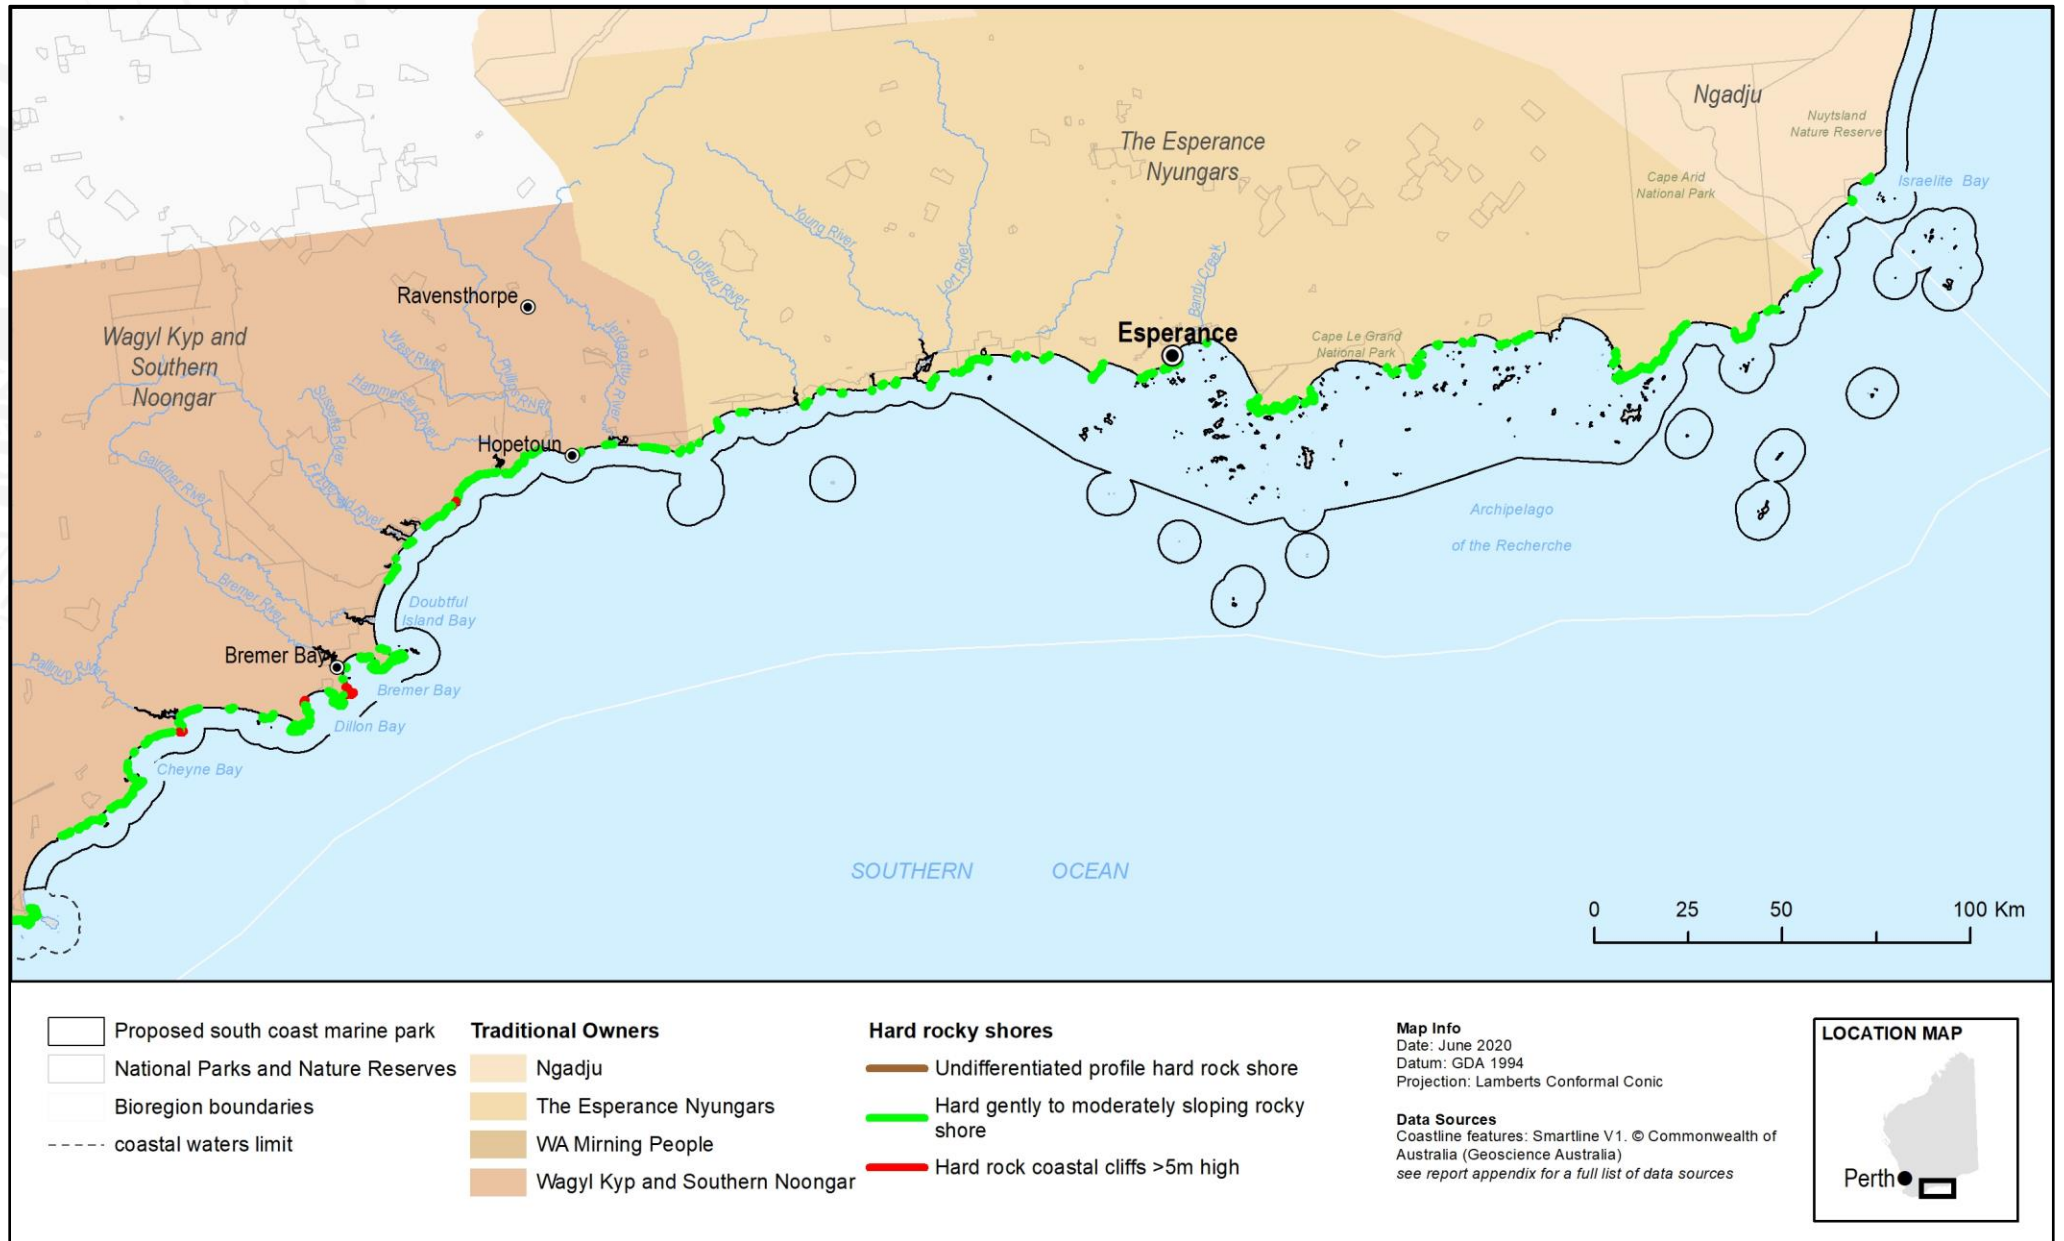 Ngadju
Nuytsland
Nature Reserve
The Esperance
Nyungars
Cape Arid
National Park
Israelite Bay
Young River
Oldfield River
Lort River
Bandy Creek
Ravensthorpe
Wagyl Kyp and
Southern
Noongar
West River
Phillips River
Jerdacuttup River
Esperance
Cape Le Grand
National Park
Hamersley River
Susseta River
Hopetoun
Gairdner River
Fitzgerald River
Archipelago
of the Recherche
Bremer River
Doubtful
Island Bay
Pallinup River
Bremer Bay
Bremer Bay
Dillon Bay
Cheyne Bay
SOUTHERN OCEAN
0 25 50 100 Km
Proposed south coast marine park
National Parks and Nature Reserves
Bioregion boundaries
coastal waters limit
Traditional Owners
Ngadju
The Esperance Nyungars
WA Mirning People
Wagyl Kyp and Southern Noongar
Hard rocky shores
Undifferentiated profile hard rock shore
Hard gently to moderately sloping rocky
shore
Hard rock coastal cliffs >5m high
Map Info
Date: June 2020
Datum: GDA 1994
Projection: Lamberts Conformal Conic
Data Sources
Coastline features: Smartline V1. © Commonwealth of
Australia (Geoscience Australia)
see report appendix for a full list of data sources
LOCATION MAP
Perth